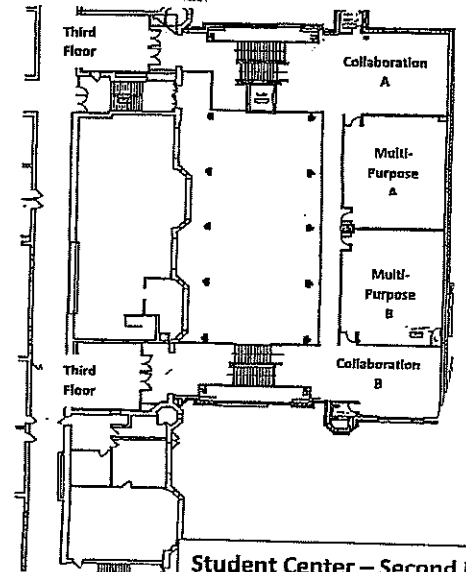 Third
Floor
Collaboration
A
Multi-
Purpose
A
Multi-
Purpose
B
Third
Floor
Collaboration
B
Student Center – Second